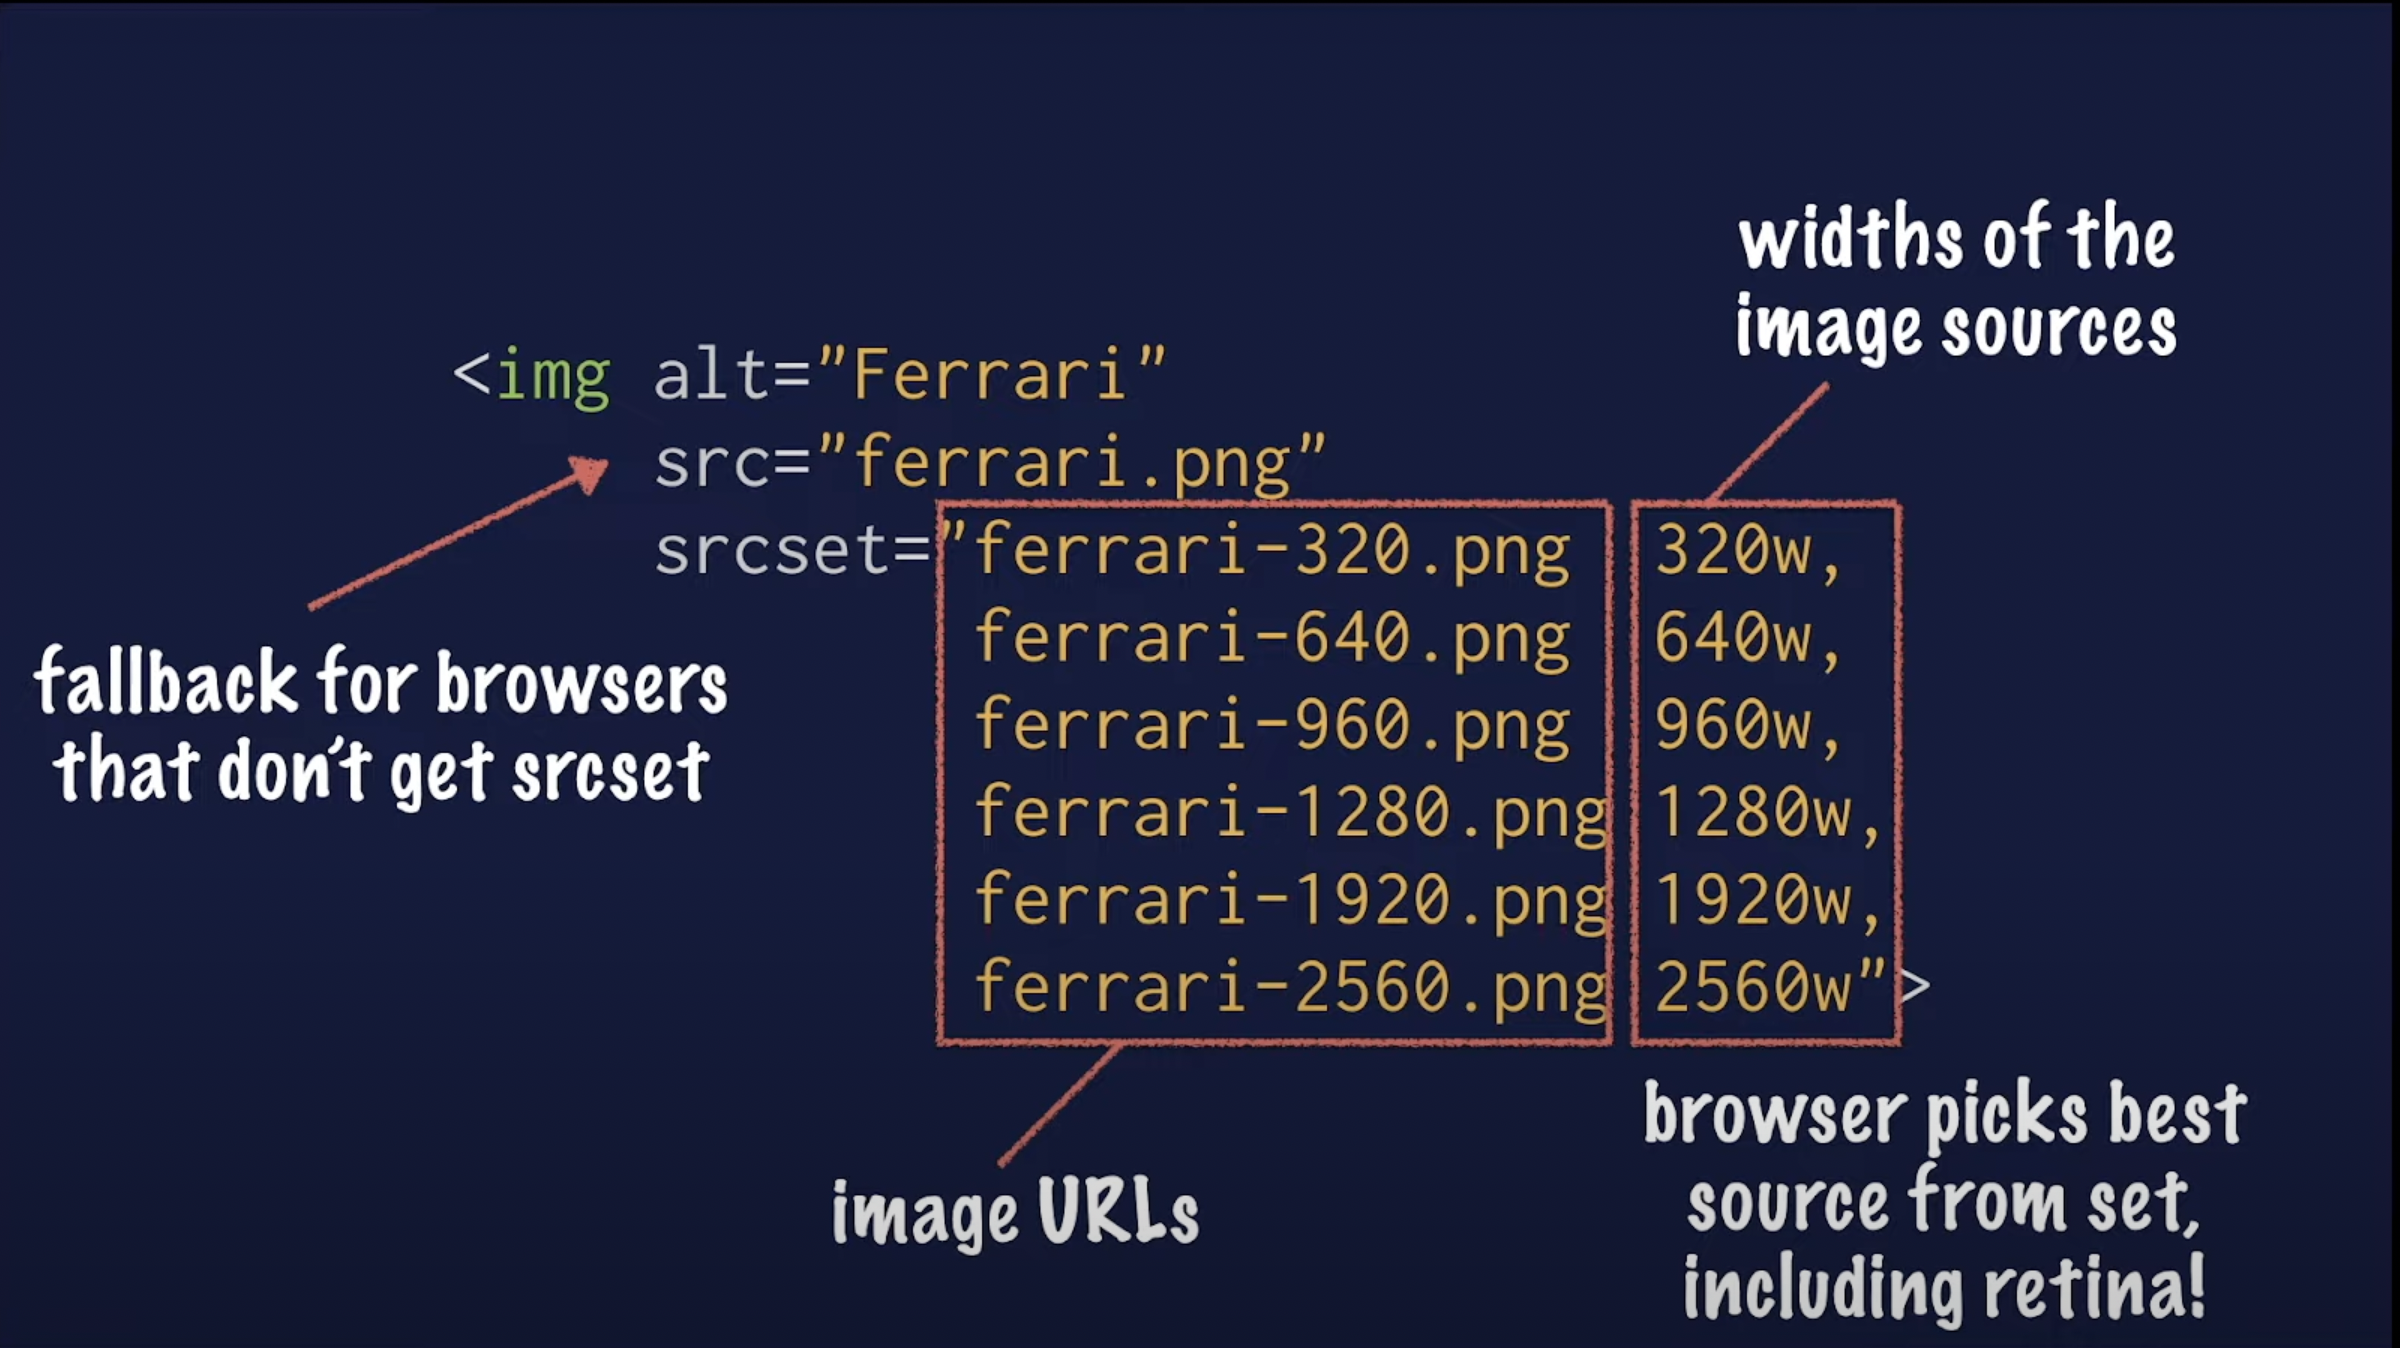 widths of the
image sources
<img alt="Ferrari"
src="ferrari.png"
srcset="ferrari-320.png 320w,
ferrari-640.png 640w,
ferrari-960.png 960w,
ferrari-1280.png 1280w,
ferrari-1920.png 1920w,
ferrari-2560.png 2560w">
fallback for browsers
that don't get srcset
image URLs
browser picks best
source from set,
including retina!